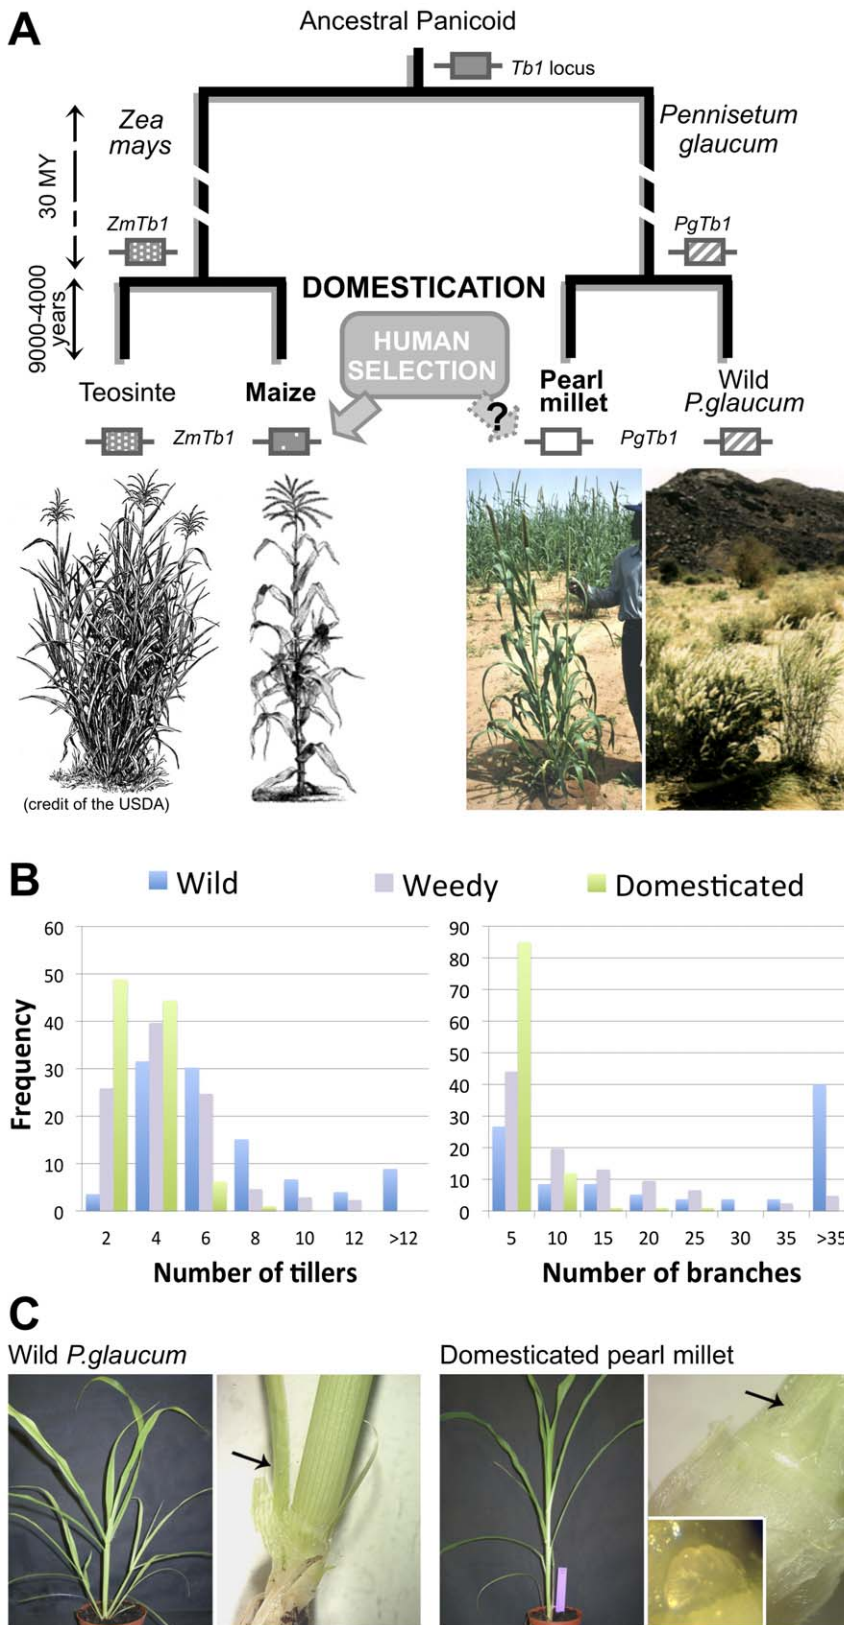 A
Ancestral Panicoid
Tb1 locus
Zea
mays
Pennisetum
glaucum
30 MY
ZmTb1
PgTb1
9000-4000
years
DOMESTICATION
HUMAN
SELECTION
Teosinte
Maize
?
Pearl
millet
Wild
P.glaucum
ZmTb1
PgTb1
(credit of the USDA)
B
Wild
Weedy
Domesticated
Frequency
60
50
40
30
20
10
0
2 4 6 8 10 12 >12
Number of tillers
90
80
70
60
50
40
30
20
10
0
5 10 15 20 25 30 35 >35
Number of branches
C
Wild P.glaucum
Domesticated pearl millet